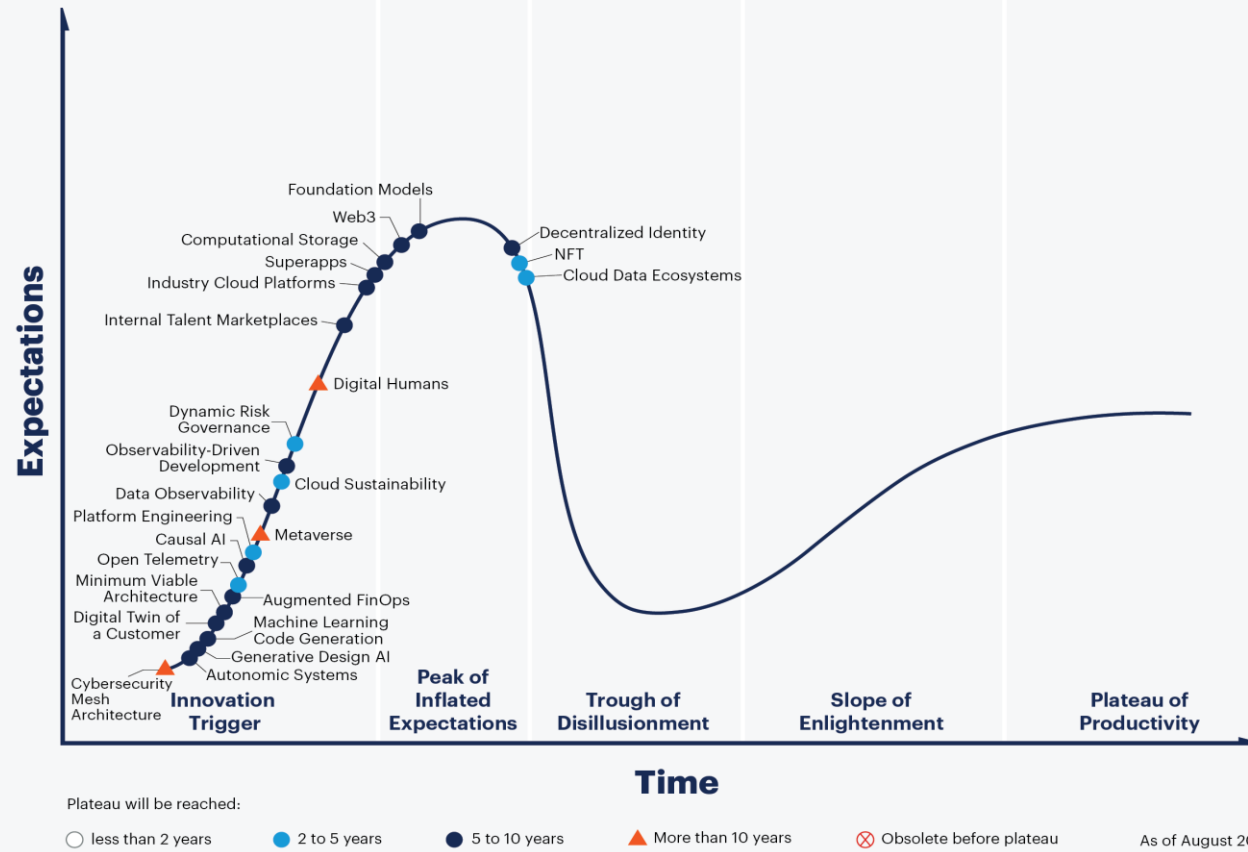 Expectations
Foundation Models
Web3
Computational Storage
Superapps
Industry Cloud Platforms
Internal Talent Marketplaces
Decentralized Identity
NFT
Cloud Data Ecosystems
Digital Humans
Dynamic Risk
Governance
Observability-Driven
Development
Cloud Sustainability
Data Observability
Platform Engineering
Metaverse
Causal AI
Open Telemetry
Minimum Viable
Architecture
Augmented FinOps
Digital Twin of
a Customer
Machine Learning
Code Generation
Generative Design AI
Autonomic Systems
Cybersecurity
Mesh
Architecture
Innovation
Trigger
Peak of
Inflated
Expectations
Trough of
Disillusionment
Slope of
Enlightenment
Plateau of
Productivity
Time
Plateau will be reached:
less than 2 years
2 to 5 years
5 to 10 years
More than 10 years
Obsolete before plateau
As of August